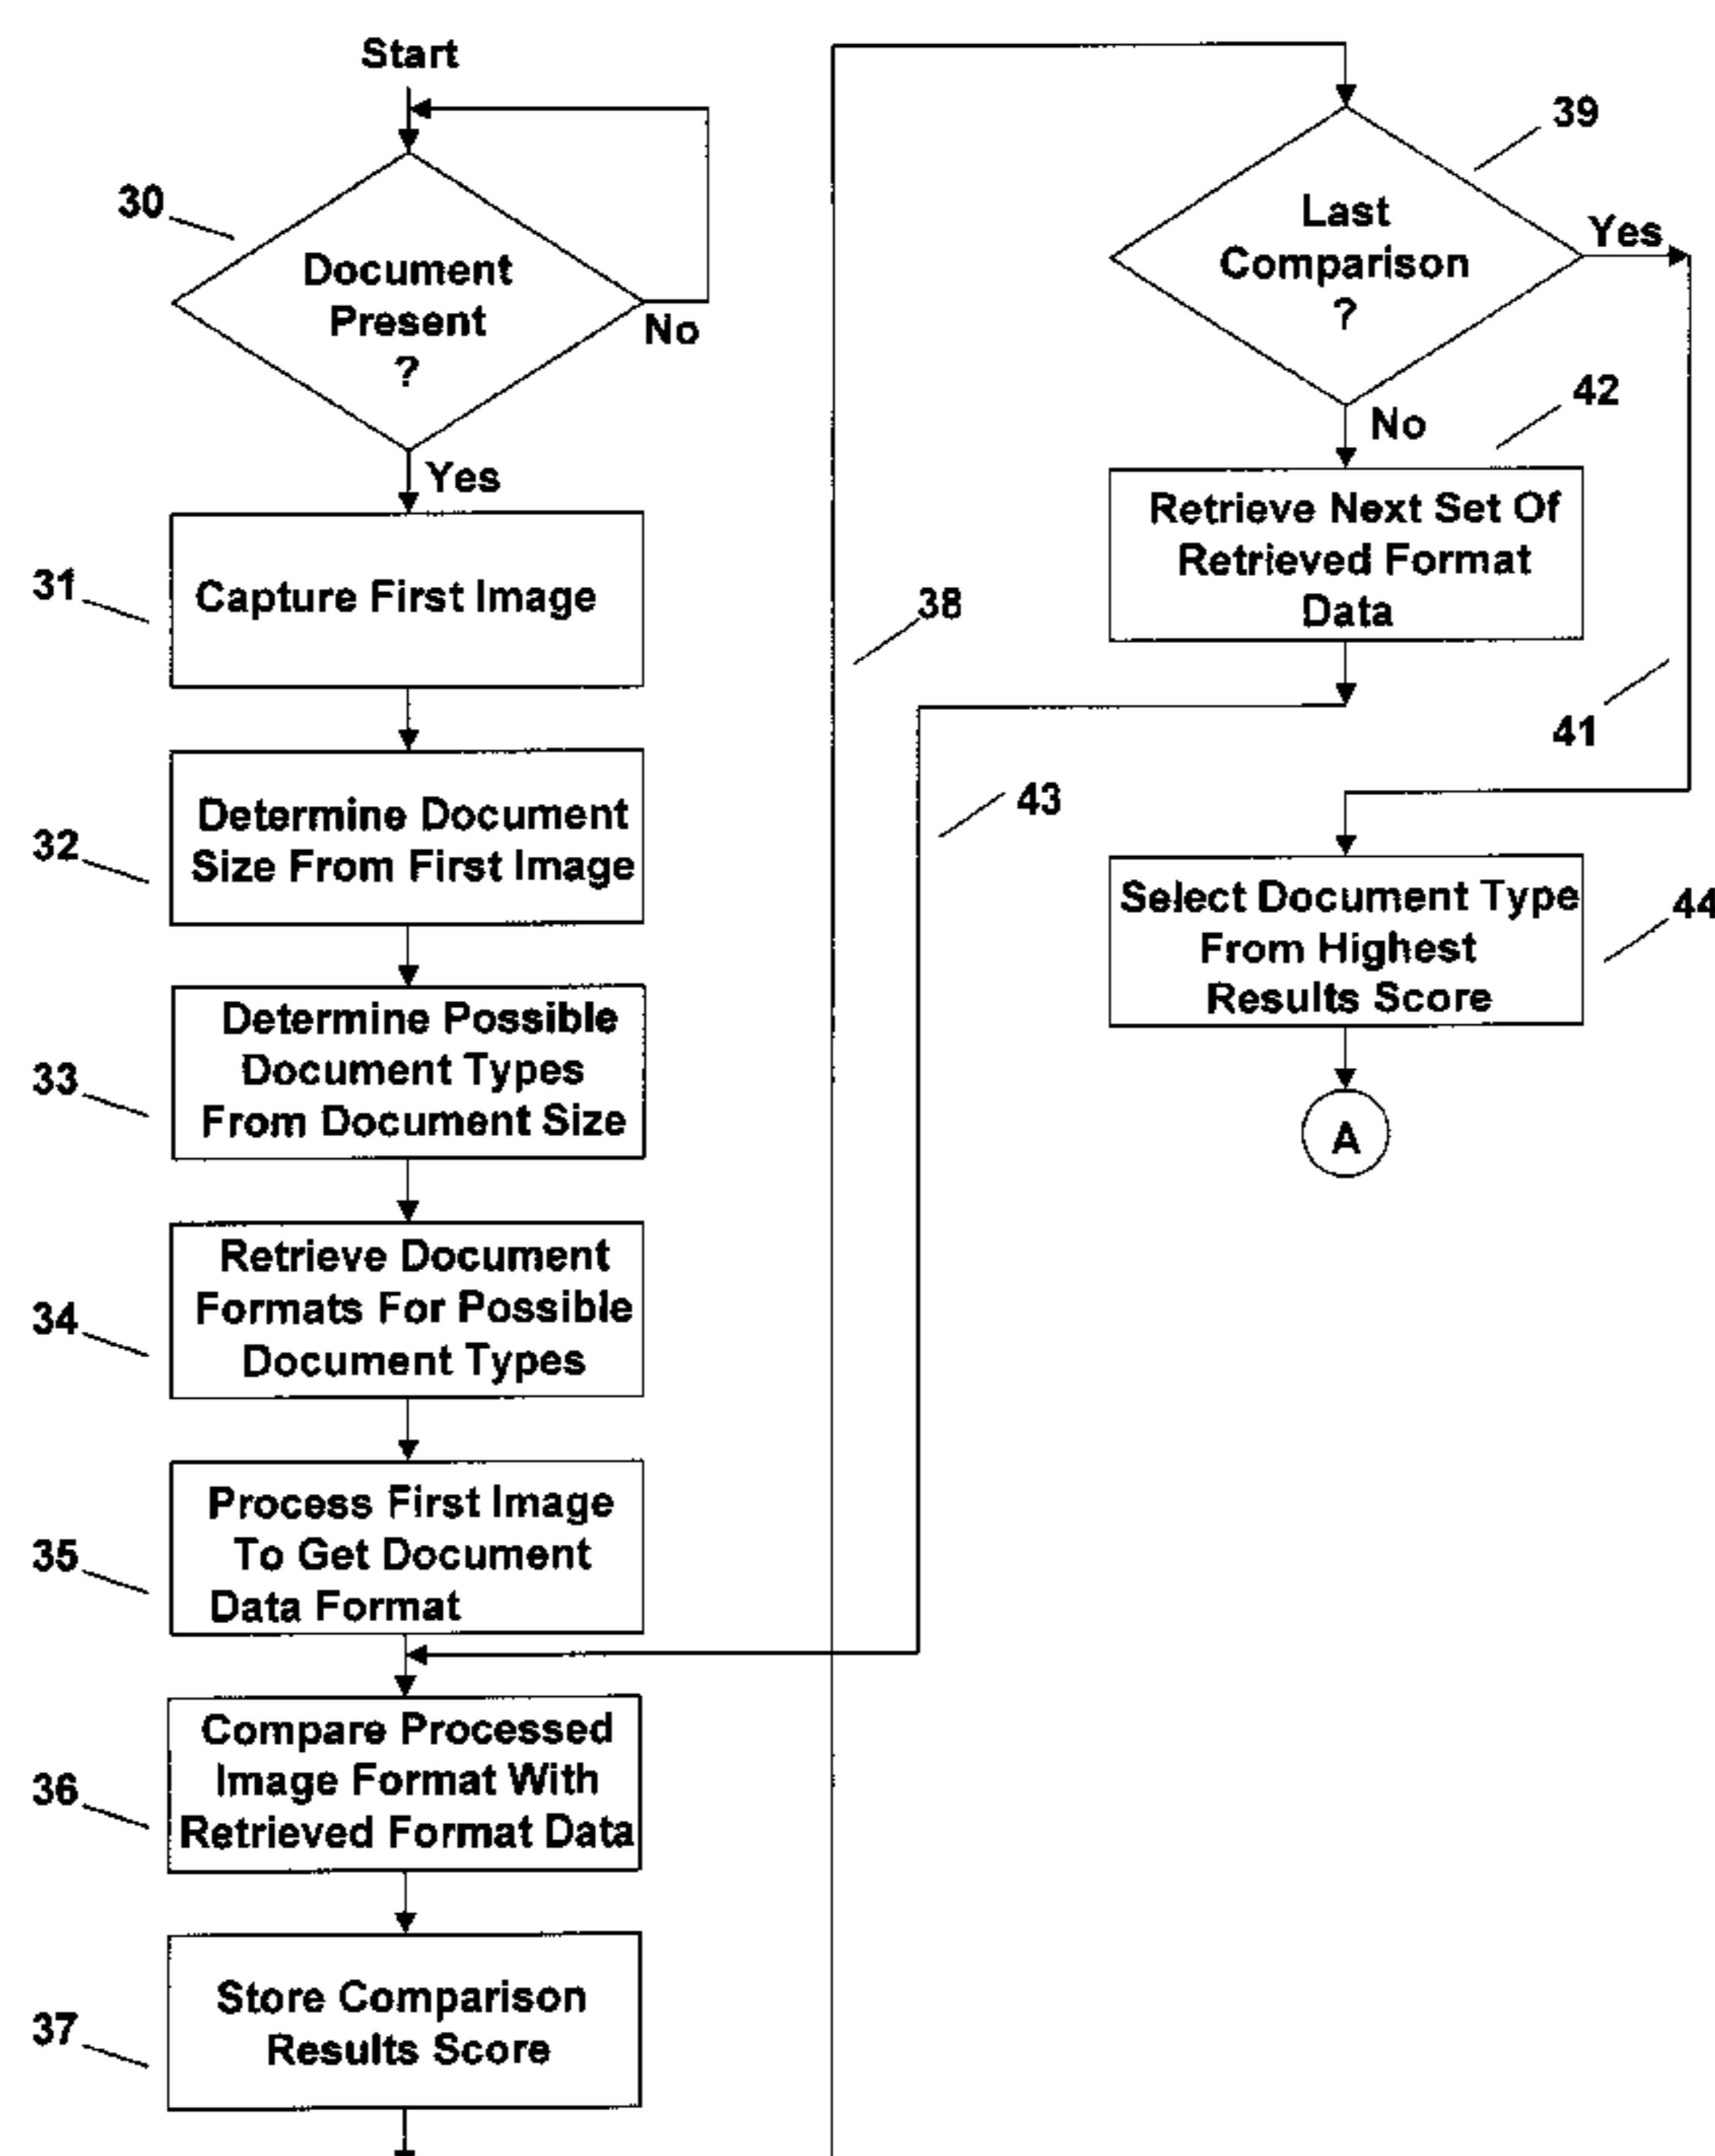 Start
30
Document
Present
?
No
Yes
31
Capture First Image
32
Determine Document
Size From First Image
33
Determine Possible
Document Types
From Document Size
34
Retrieve Document
Formats For Possible
Document Types
35
Process First Image
To Get Document
Data Format
36
Compare Processed
Image Format With
Retrieved Format Data
37
Store Comparison
Results Score
38
39
Last
Comparison
?
Yes
No
42
Retrieve Next Set Of
Retrieved Format
Data
41
43
Select Document Type
From Highest
Results Score
44
A